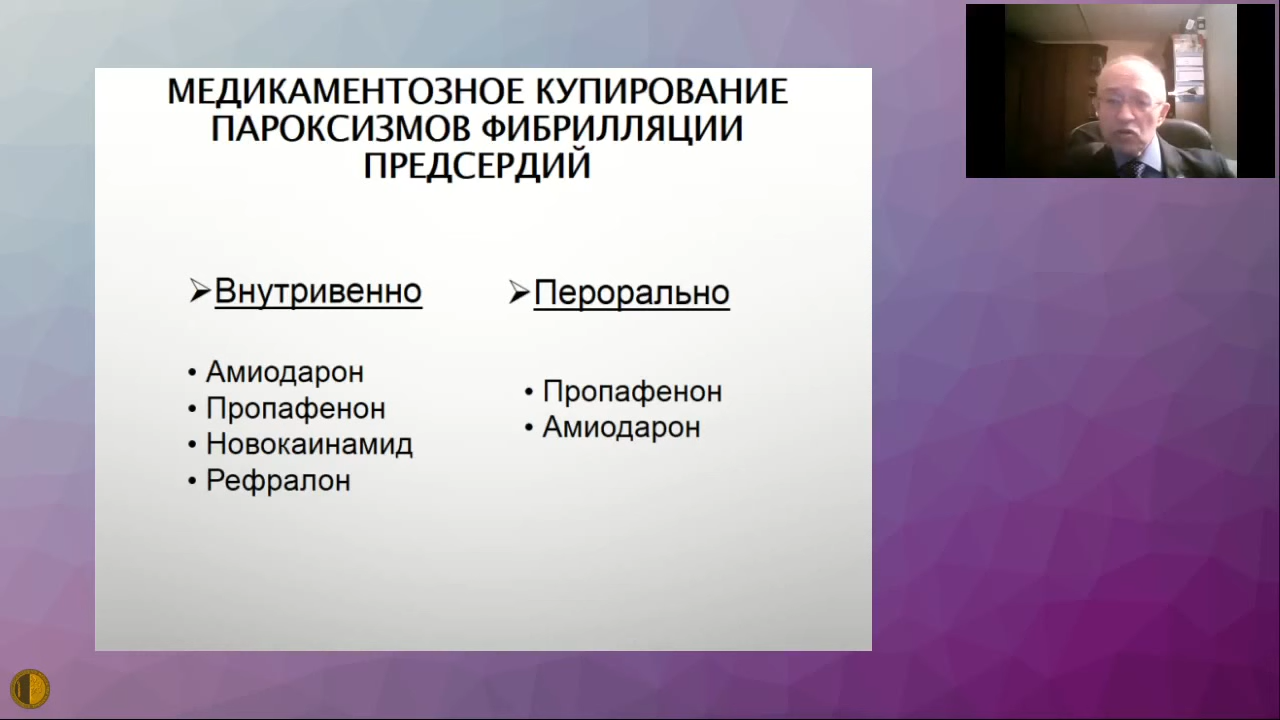 МЕДИКАМЕНТОЗНОЕ КУПИРОВАНИЕ
ПАРОКСИЗМОВ ФИБРИЛЛЯЦИИ
ПРЕДСЕРДИЙ
➢Внутривенно
• Амиодарон
• Пропафенон
• Новокаинамид
• Рефралон
➢Перорально
• Пропафенон
• Амиодарон